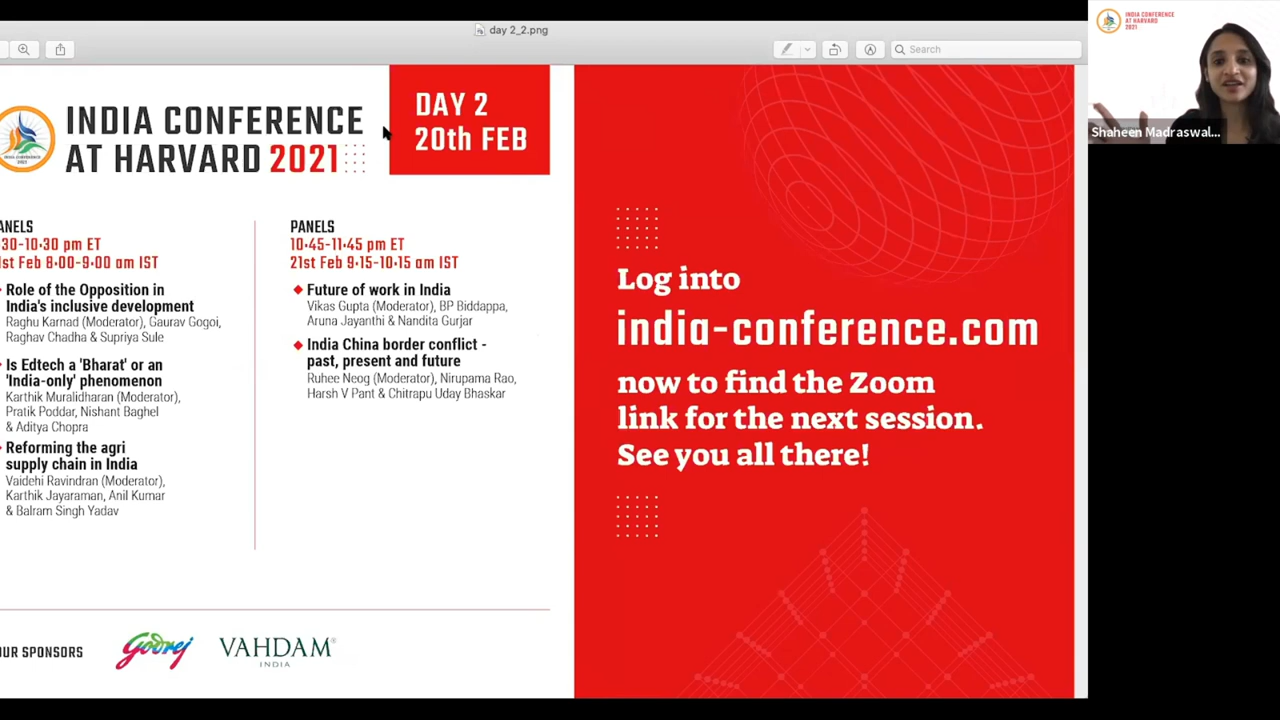 day 2_2.png
Search
INDIA CONFERENCE
AT HARVARD 2021
DAY 2
20th FEB
ANELS
30-10:30 pm ET
1st Feb 8:00-9:00 am IST
Role of the Opposition in
India's inclusive development
Raghu Karnad (Moderator), Gaurav Gogoi,
Raghav Chadha & Supriya Sule
Is Edtech a 'Bharat' or an
'India-only' phenomenon
Karthik Muralidharan (Moderator),
Pratik Poddar, Nishant Baghel
& Aditya Chopra
Reforming the agri
supply chain in India
Vaidehi Ravindran (Moderator),
Karthik Jayaraman, Anil Kumar
& Balram Singh Yadav
PANELS
10:45-11:45 pm ET
21st Feb 9:15-10:15 am IST
Future of work in India
Vikas Gupta (Moderator), BP Biddappa,
Aruna Jayanthi & Nandita Gurjar
India China border conflict -
past, present and future
Ruhee Neog (Moderator), Nirupama Rao,
Harsh V Pant & Chitrapu Uday Bhaskar
OUR SPONSORS
Godrej
VAHDAM®
INDIA
Log into
india-conference.com
now to find the Zoom
link for the next session.
See you all there!
INDIA CONFERENCE
AT HARVARD
2021
Shaheen Madraswal...